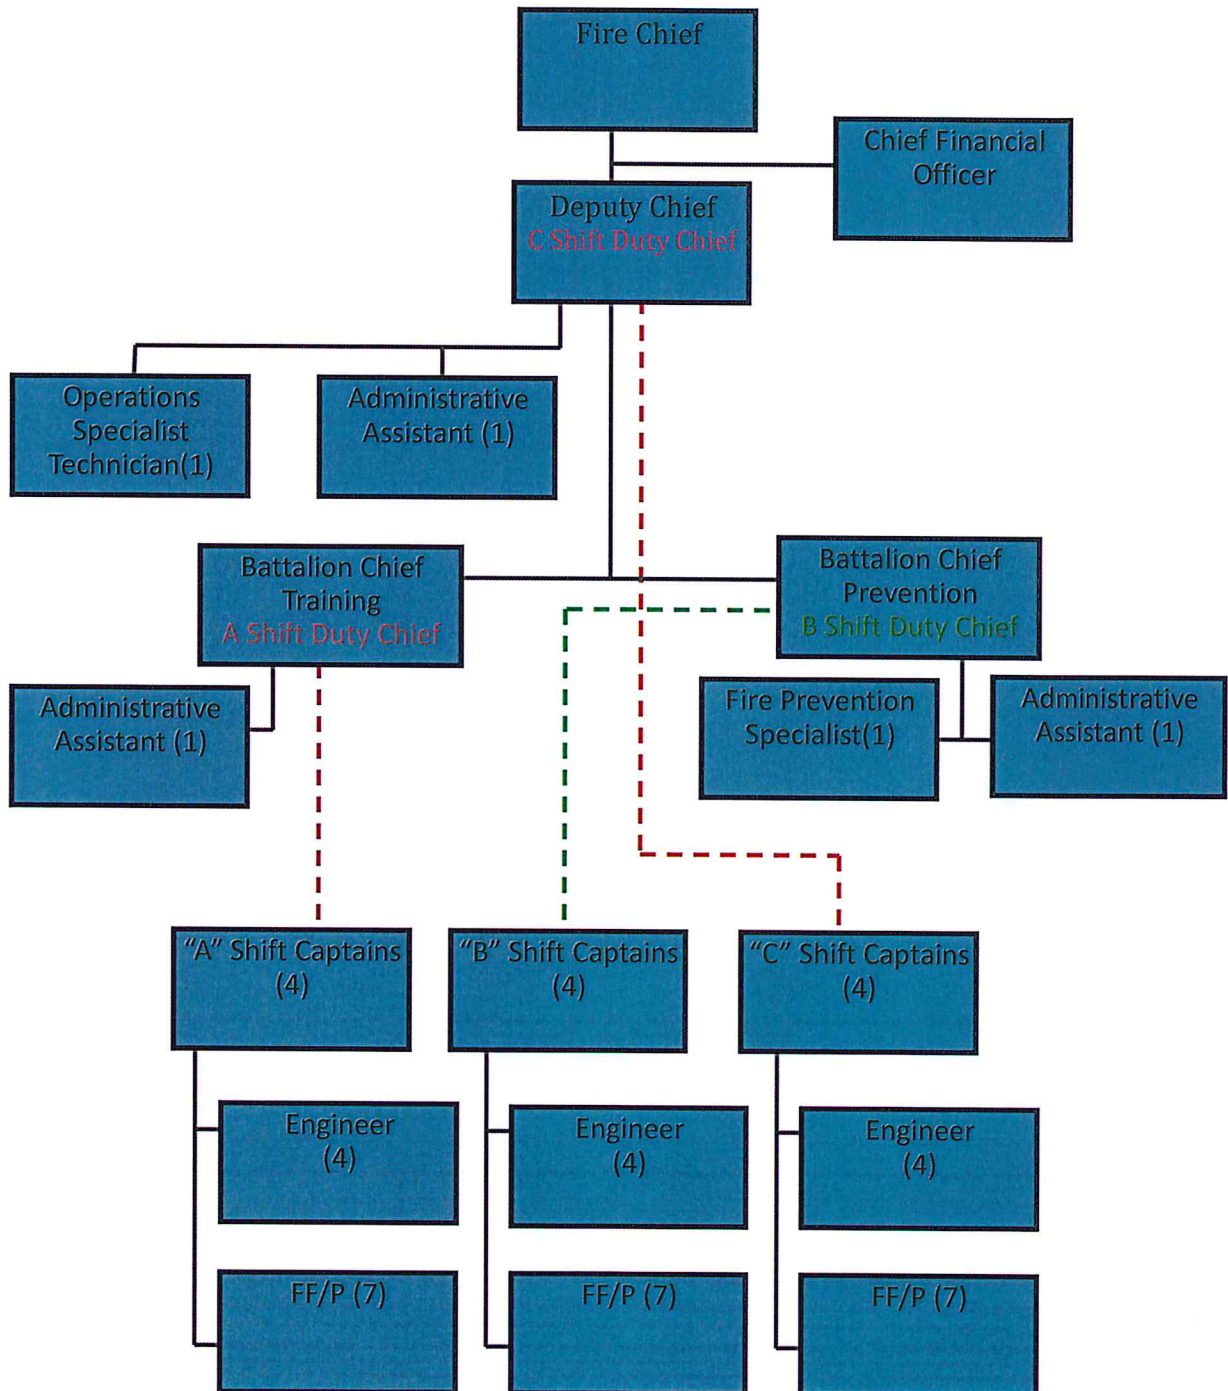 Fire Chief
Chief Financial
Officer
Deputy Chief
C Shift Duty Chief
Operations
Specialist
Technician(1)
Administrative
Assistant (1)
Battalion Chief
Training
A Shift Duty Chief
Battalion Chief
Prevention
B Shift Duty Chief
Administrative
Assistant (1)
Fire Prevention
Specialist(1)
Administrative
Assistant (1)
“A” Shift Captains
(4)
“B” Shift Captains
(4)
“C” Shift Captains
(4)
Engineer
(4)
Engineer
(4)
Engineer
(4)
FF/P (7)
FF/P (7)
FF/P (7)